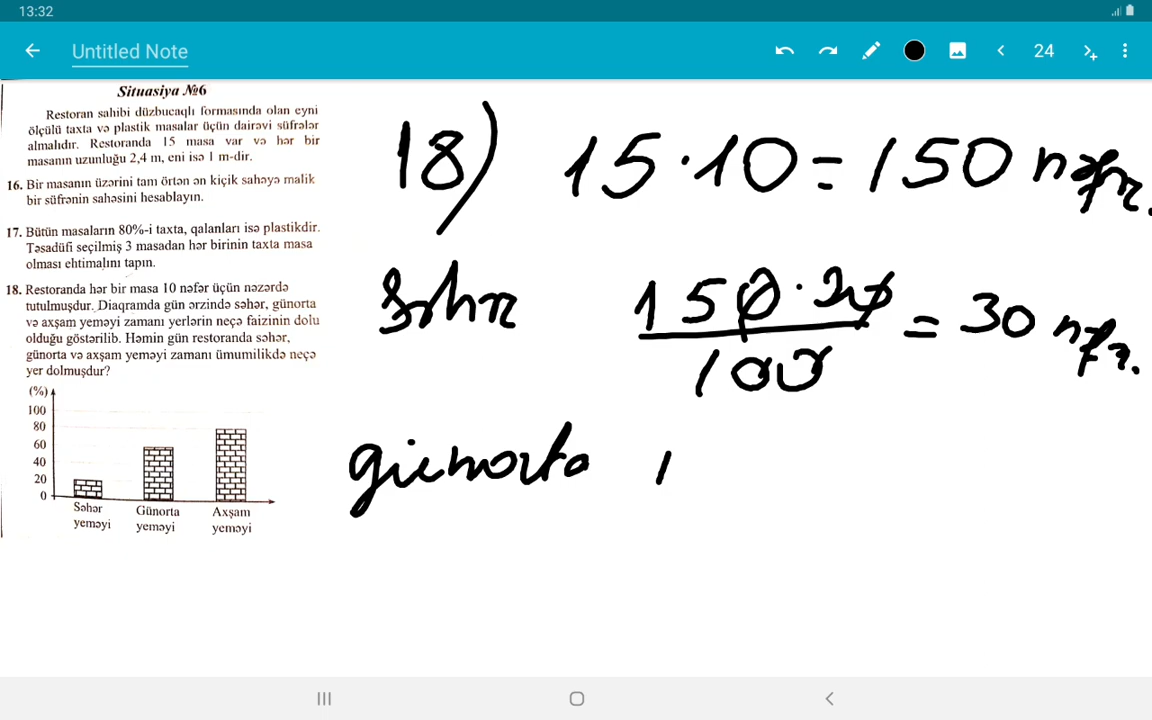 13:32
Untitled Note
24
Situasiya №6
Restoran sahibi düzbucaqlı formasında olan eyni
ölçülü taxta və plastik masalar üçün dairəvi süfrələr
almalıdır. Restoranda 15 masa var və hər bir
masanın uzunluğu 2,4 m, eni isə 1 m-dir.
16. Bir masanın üzərini tam örtən ən kiçik sahəyə malik
bir süfrənin sahəsini hesablayın.
17. Bütün masaların 80%-i taxta, qalanları isə plastikdir.
Təsadüfi seçilmiş 3 masadan hər birinin taxta masa
olması ehtimalını tapın.
18. Restoranda hər bir masa 10 nəfər üçün nəzərdə
tutulmuşdur. Diaqramda gün ərzində səhər, günorta
və axşam yeməyi zamanı yerlərin neçə faizinin dolu
olduğu göstərilib. Həmin gün restoranda səhər,
günorta və axşam yeməyi zamanı ümumilikdə neçə
yer dolmuşdur?
(%)
100
80
60
40
20
0
Səhər yeməyi
Günorta yeməyi
Axşam yeməyi
18) 15·10=150 nəfər.
Səhər 150·20/100 = 30 nəfər.
günorta 1